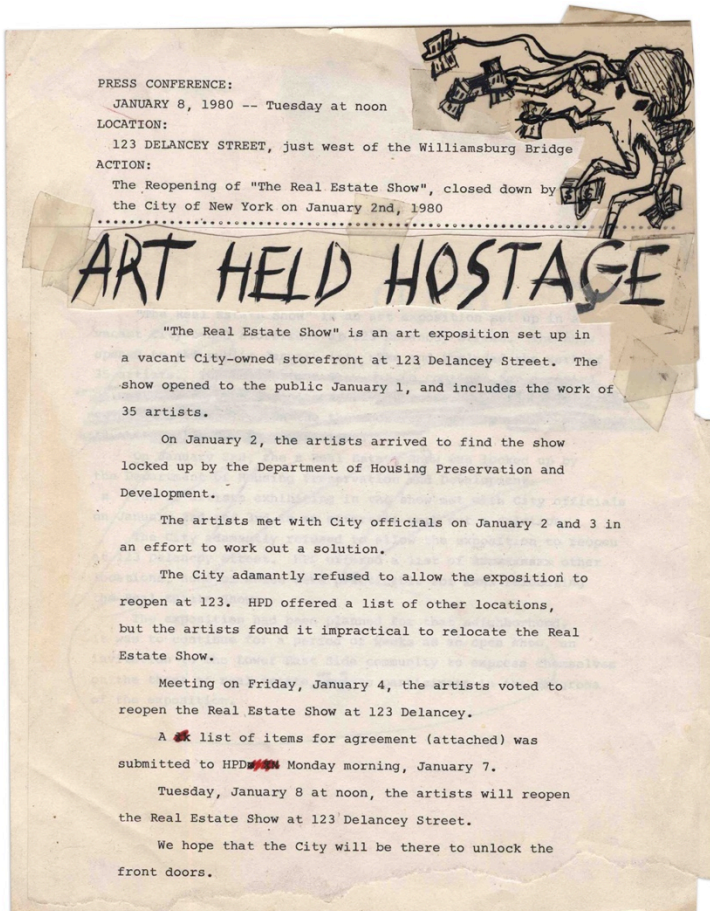 PRESS CONFERENCE:
JANUARY 8, 1980 -- Tuesday at noon
LOCATION:
123 DELANCEY STREET, just west of the Williamsburg Bridge
ACTION:
The Reopening of "The Real Estate Show", closed down by
the City of New York on January 2nd, 1980
ART HELD HOSTAGE
"The Real Estate Show" is an art exposition set up in
a vacant City-owned storefront at 123 Delancey Street. The
show opened to the public January 1, and includes the work of
35 artists.
On January 2, the artists arrived to find the show
locked up by the Department of Housing Preservation and
Development.
The artists met with City officials on January 2 and 3 in
an effort to work out a solution.
The City adamantly refused to allow the exposition to
reopen at 123. HPD offered a list of other locations,
but the artists found it impractical to relocate the Real
Estate Show.
Meeting on Friday, January 4, the artists voted to
reopen the Real Estate Show at 123 Delancey.
A list of items for agreement (attached) was
submitted to HPD Monday morning, January 7.
Tuesday, January 8 at noon, the artists will reopen
the Real Estate Show at 123 Delancey Street.
We hope that the City will be there to unlock the
front doors.